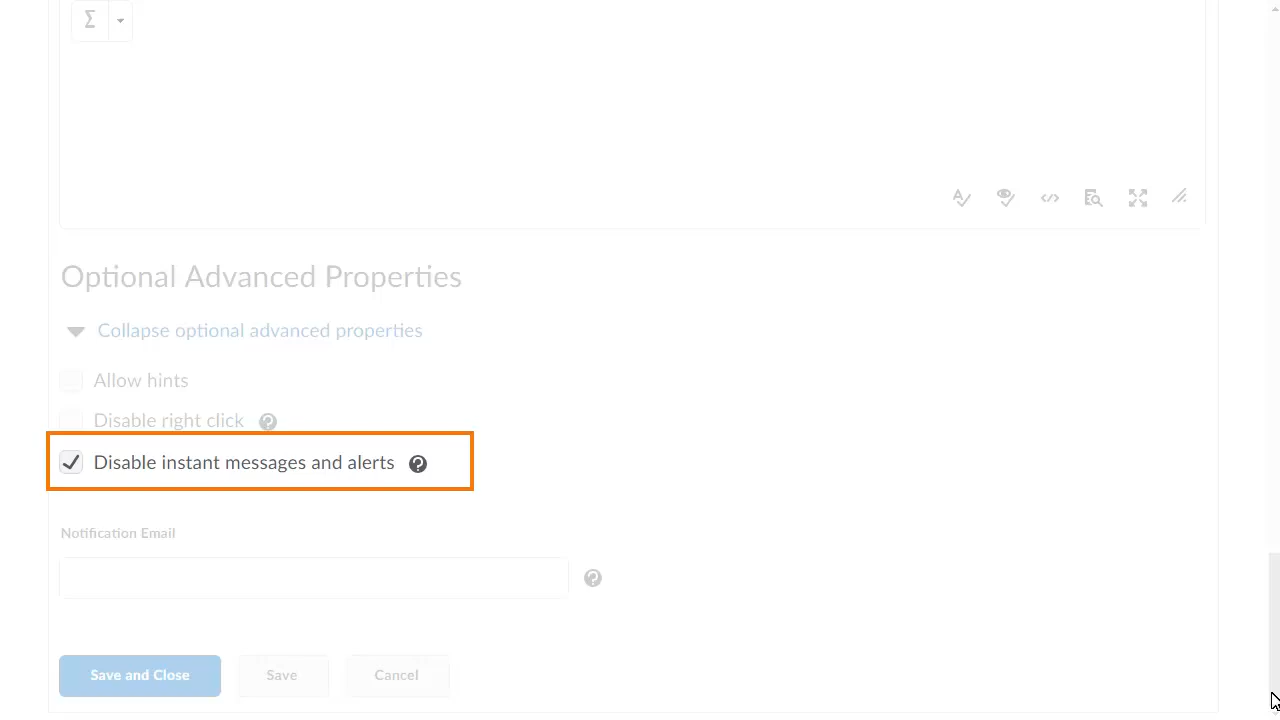 Σ
Optional Advanced Properties
Collapse optional advanced properties
Allow hints
Disable right click
Disable instant messages and alerts
Notification Email
Save and Close Save Cancel